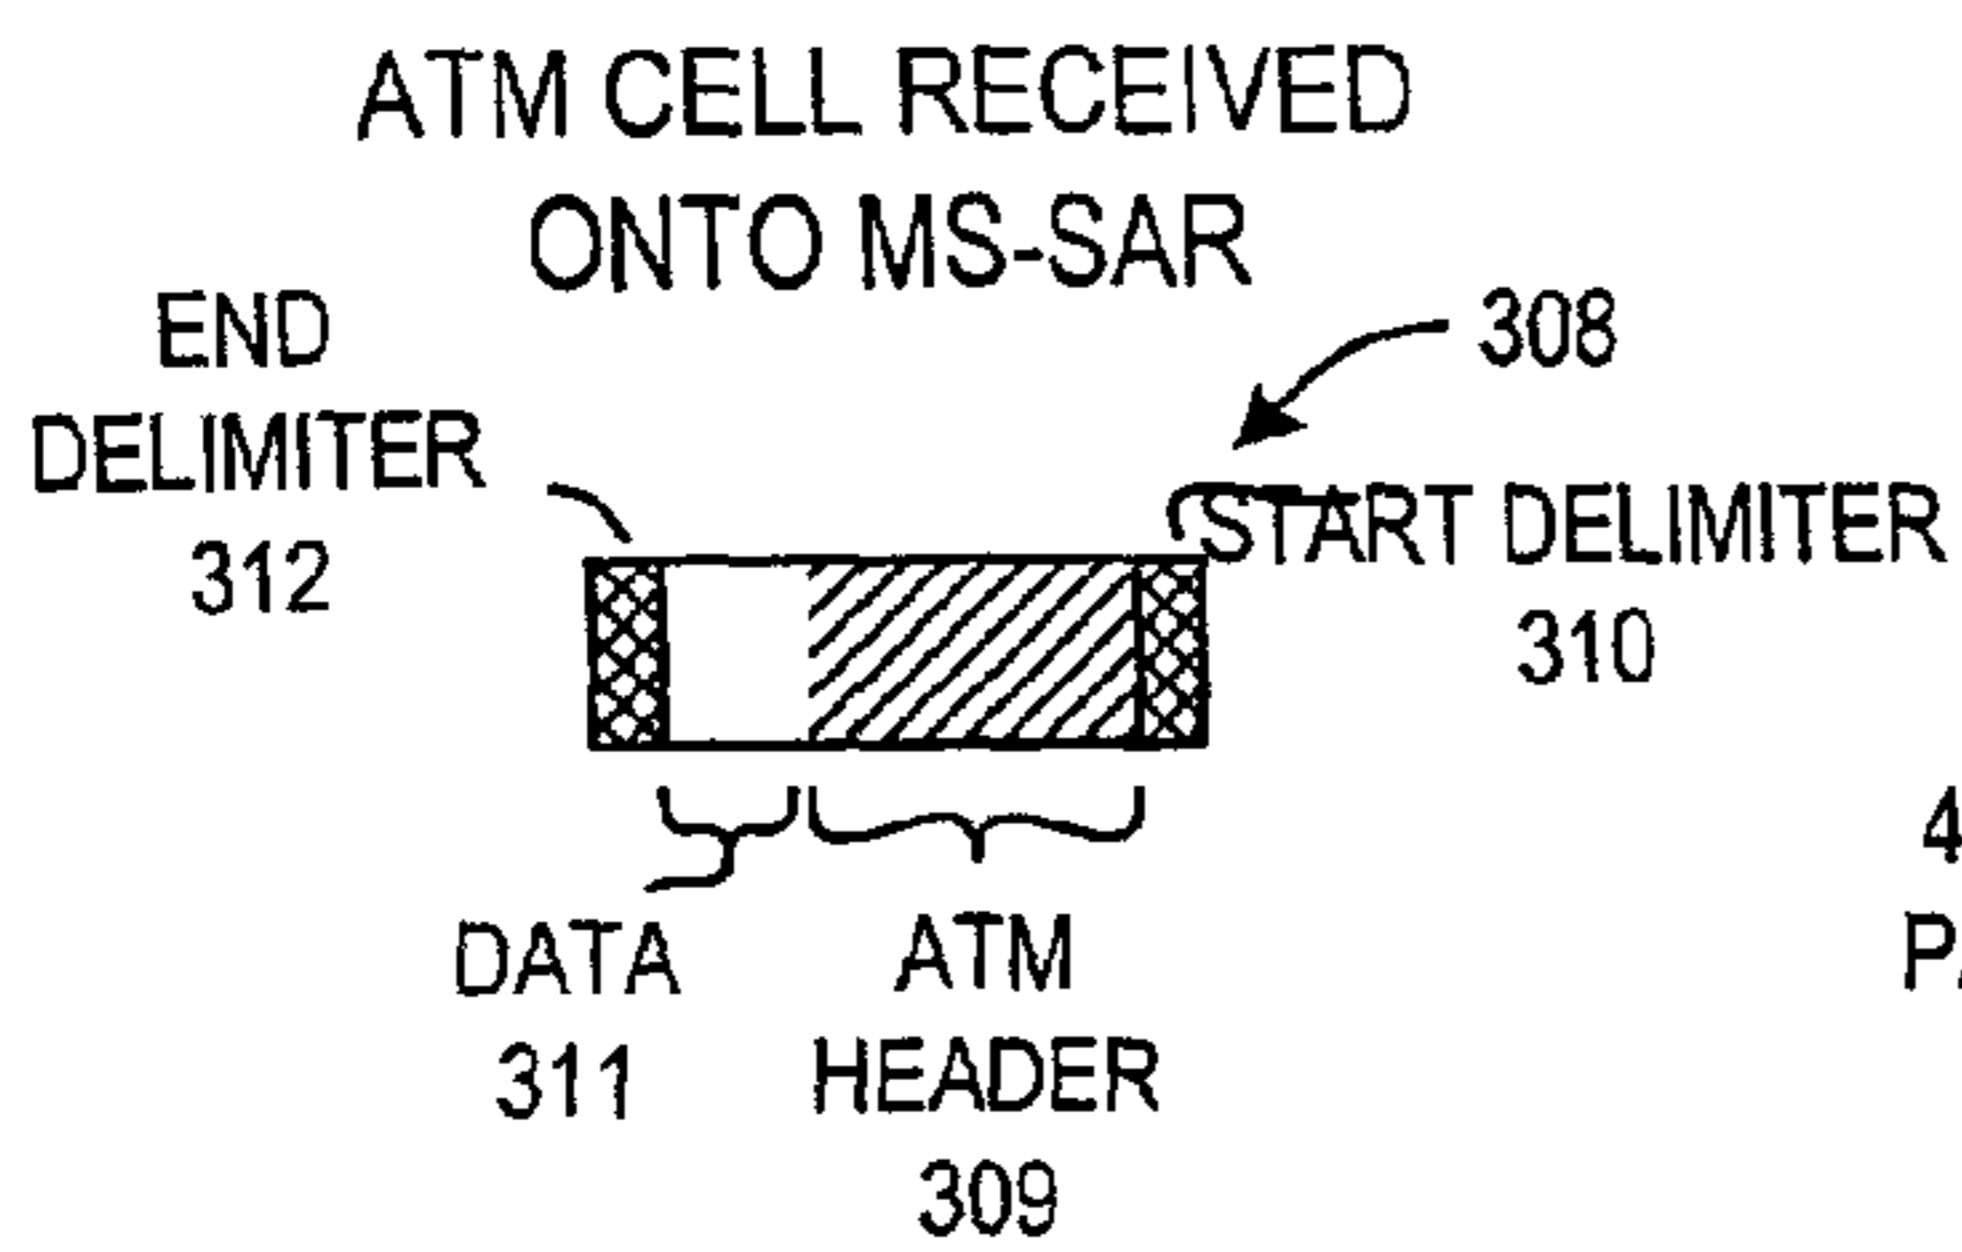 ATM CELL RECEIVED
ONTO MS-SAR
END
DELIMITER
312
308
START DELIMITER
310
DATA
311
ATM
HEADER
309